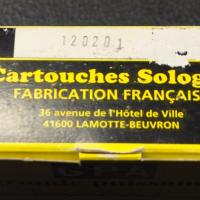 120201
Cartouches Solog
FABRICATION FRANÇAIS
36 avenue de l'Hôtel de Ville
41600 LAMOTTE-BEUVRON